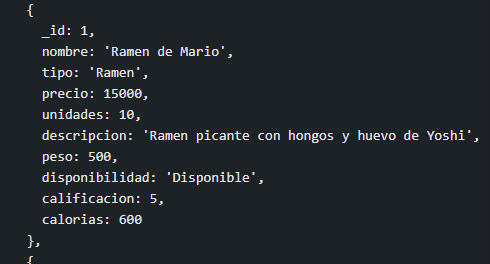 {
_id: 1,
nombre: 'Ramen de Mario',
tipo: 'Ramen',
precio: 15000,
unidades: 10,
descripcion: 'Ramen picante con hongos y huevo de Yoshi',
peso: 500,
disponibilidad: 'Disponible',
calificacion: 5,
calorias: 600
},
{